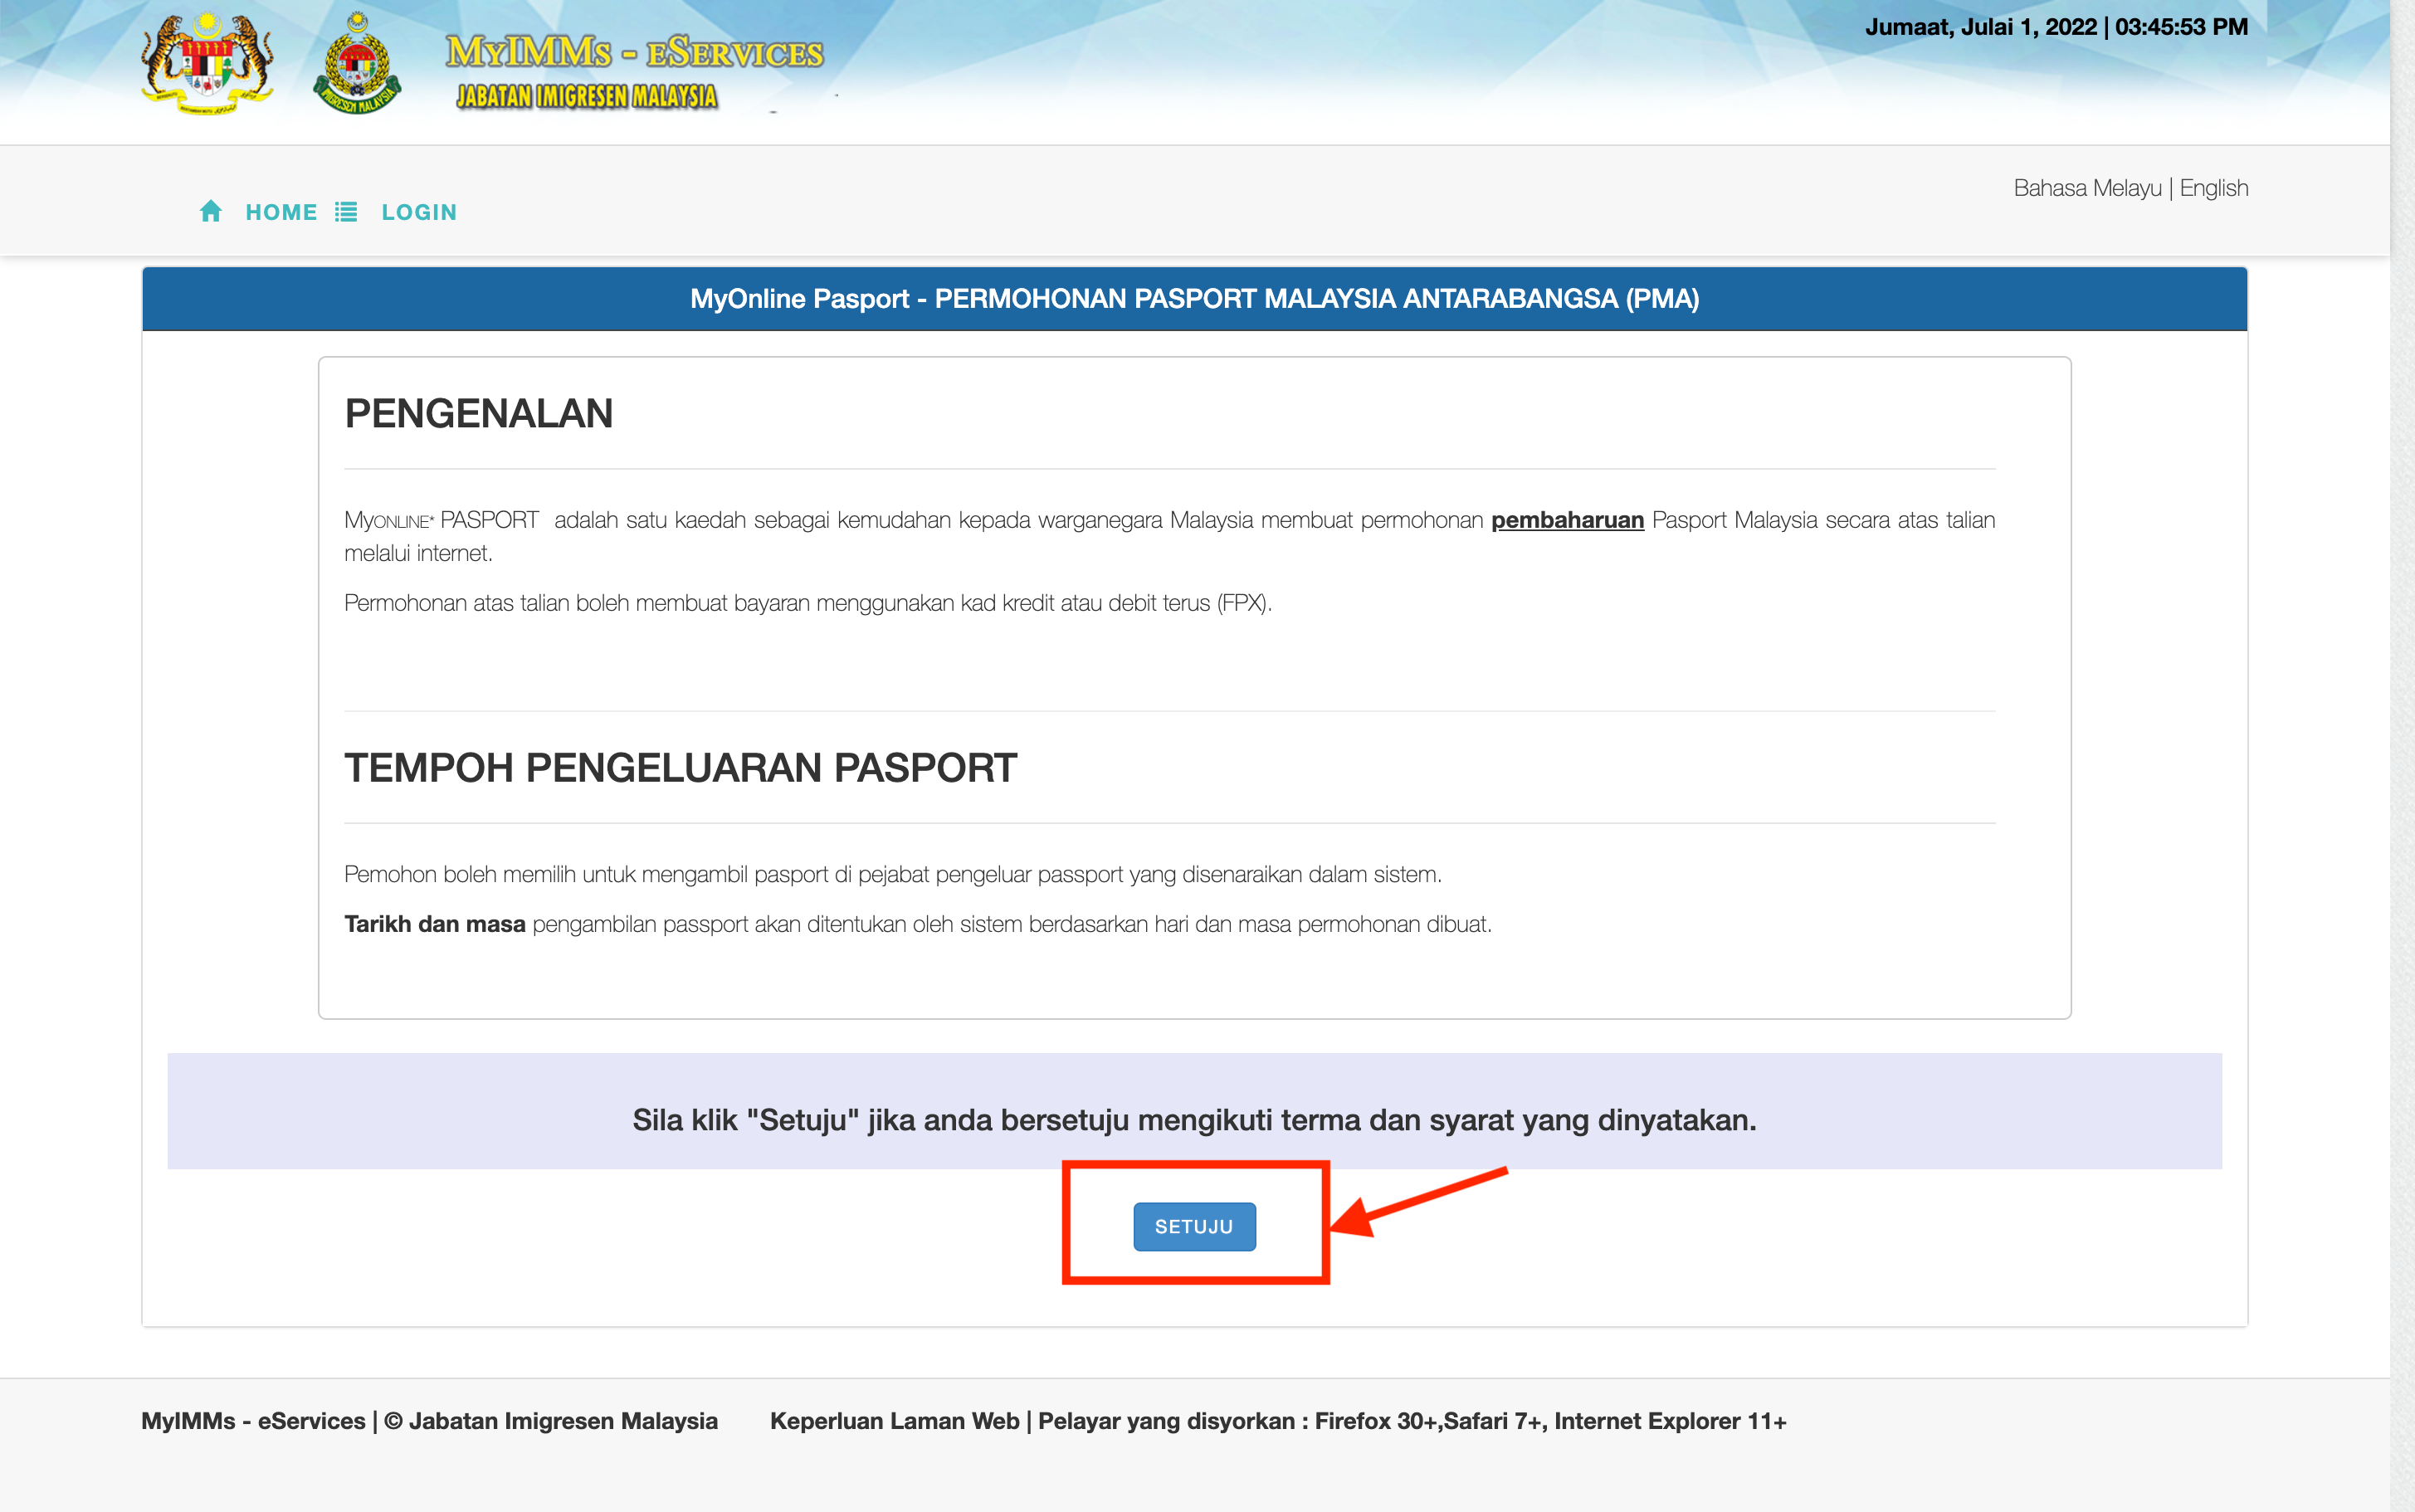 Jumaat, Julai 1, 2022 | 03:45:53 PM
MyIMMs - eServices
JABATAN IMIGRESEN MALAYSIA
IMIGRESEN MALAYSIA
Bahasa Melayu | English
HOME LOGIN
MyOnline Pasport - PERMOHONAN PASPORT MALAYSIA ANTARABANGSA (PMA)
PENGENALAN
MyONLINE* PASPORT adalah satu kaedah sebagai kemudahan kepada warganegara Malaysia membuat permohonan pembaharuan Pasport Malaysia secara atas talian
melalui internet.
Permohonan atas talian boleh membuat bayaran menggunakan kad kredit atau debit terus (FPX).
TEMPOH PENGELUARAN PASPORT
Pemohon boleh memilih untuk mengambil pasport di pejabat pengeluar passport yang disenaraikan dalam sistem.
Tarikh dan masa pengambilan passport akan ditentukan oleh sistem berdasarkan hari dan masa permohonan dibuat.
Sila klik "Setuju" jika anda bersetuju mengikuti terma dan syarat yang dinyatakan.
SETUJU
MyIMMs - eServices | © Jabatan Imigresen Malaysia Keperluan Laman Web | Pelayar yang disyorkan : Firefox 30+,Safari 7+, Internet Explorer 11+